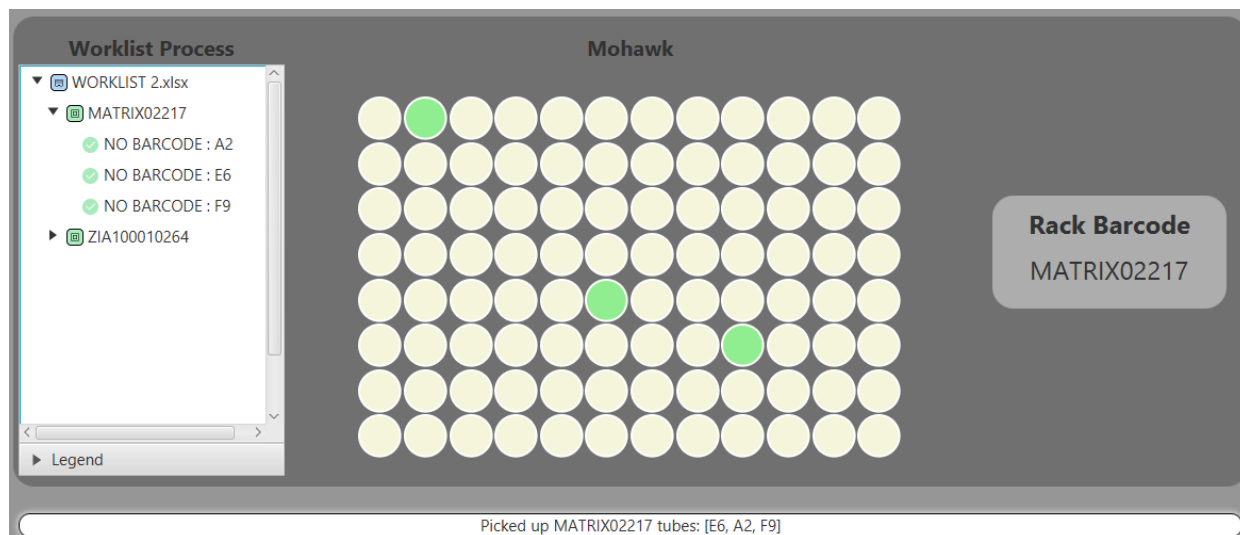 Worklist Process
Mohawk
WORKLIST 2.xlsx
MATRIX02217
NO BARCODE : A2
NO BARCODE : E6
NO BARCODE : F9
ZIA100010264
Rack Barcode
MATRIX02217
Legend
Picked up MATRIX02217 tubes: [E6, A2, F9]